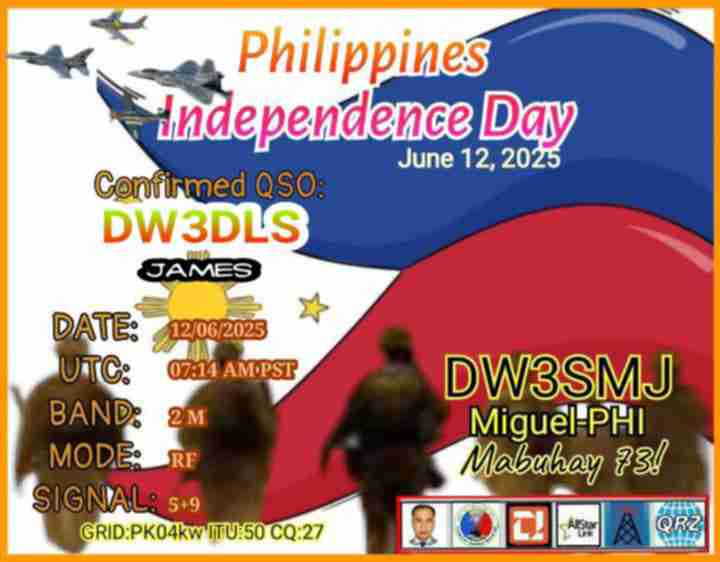 Philippines
Independence Day
June 12, 2025
Confirmed QSO:
DW3DLS
JAMES
DATE: 12/06/2025
UTC: 07:14 AM-PST
BAND: 2 M
MODE: RF
SIGNAL: 5+9
GRID:PK04kw ITU:50 CQ:27
DW3SMJ
Miguel-PHI
Mabuhay 73!
AllStar
Link
QRZ